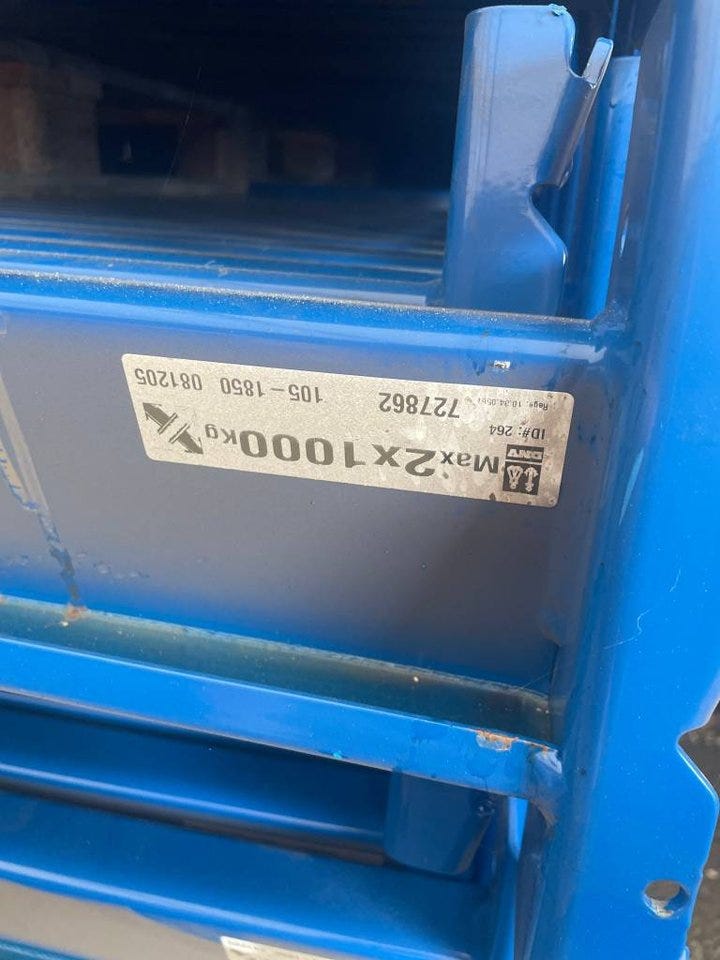 DNV
Max 2x1000Kg
ID#: 264
727862
105-1850 081205